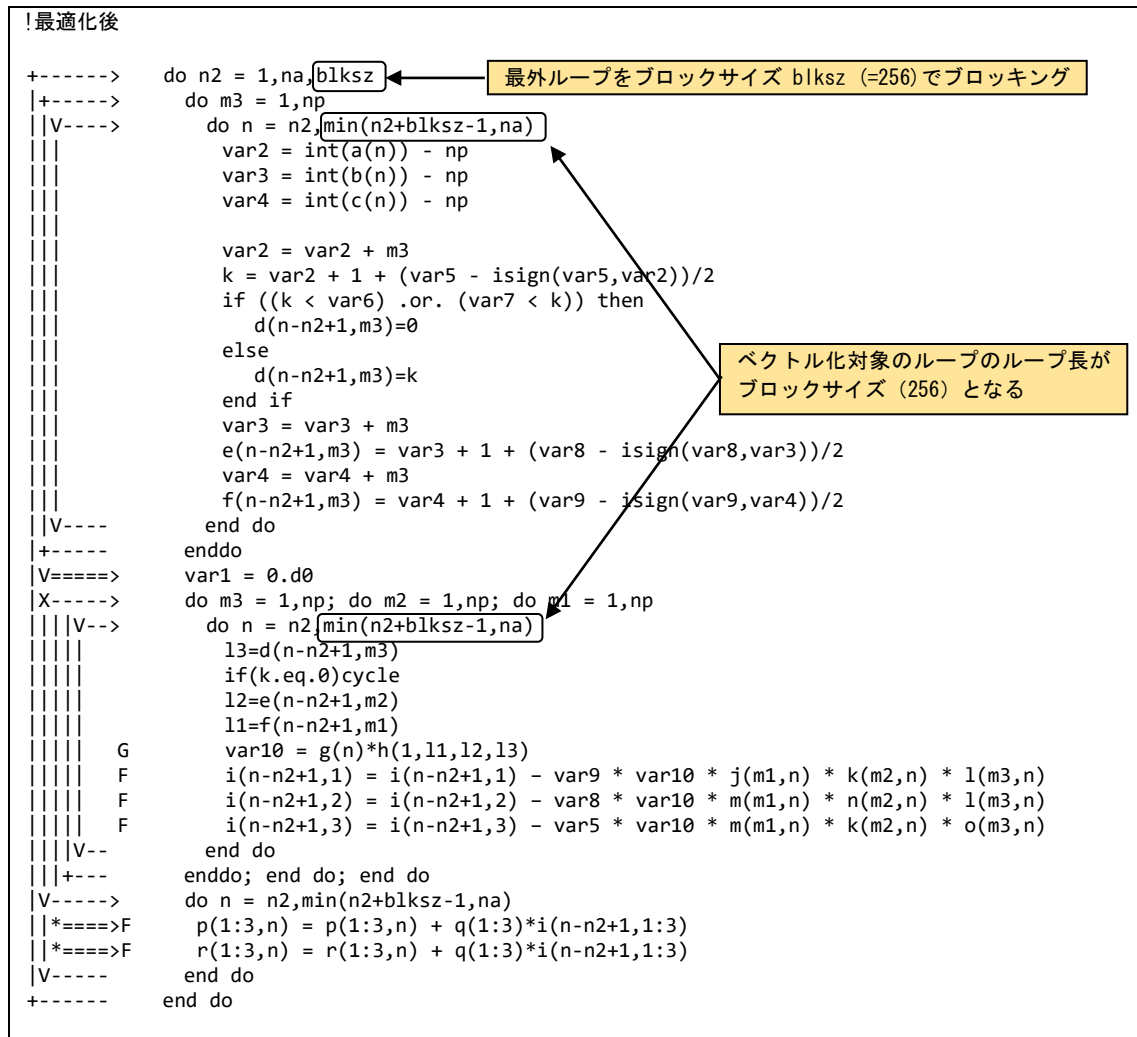 !最適化後
+------>     do n2 = 1,na,blksz     最外ループをブロックサイズ blksz (=256)でブロッキング
|+----->       do m3 = 1,np
||V---->         do n = n2,min(n2+blksz-1,na)
|||                var2 = int(a(n)) - np
|||                var3 = int(b(n)) - np
|||                var4 = int(c(n)) - np
|||
|||                var2 = var2 + m3
|||                k = var2 + 1 + (var5 - isign(var5,var2))/2
|||                if ((k < var6) .or. (var7 < k)) then
|||                   d(n-n2+1,m3)=0
|||                else
|||                   d(n-n2+1,m3)=k
|||                end if
ベクトル化対象のループのループ長が
ブロックサイズ（256）となる
|||                var3 = var3 + m3
|||                e(n-n2+1,m3) = var3 + 1 + (var8 - isign(var8,var3))/2
|||                var4 = var4 + m3
|||                f(n-n2+1,m3) = var4 + 1 + (var9 - isign(var9,var4))/2
||V----          end do
|+-----        enddo
|V=====>       var1 = 0.d0
|X----->       do m3 = 1,np; do m2 = 1,np; do m1 = 1,np
||||V-->         do n = n2,min(n2+blksz-1,na)
|||||              l3=d(n-n2+1,m3)
|||||              if(k.eq.0)cycle
|||||              l2=e(n-n2+1,m2)
|||||              l1=f(n-n2+1,m1)
|||||   G          var10 = g(n)*h(1,l1,l2,l3)
|||||   F          i(n-n2+1,1) = i(n-n2+1,1) – var9 * var10 * j(m1,n) * k(m2,n) * l(m3,n)
|||||   F          i(n-n2+1,2) = i(n-n2+1,2) – var8 * var10 * m(m1,n) * n(m2,n) * l(m3,n)
|||||   F          i(n-n2+1,3) = i(n-n2+1,3) – var5 * var10 * m(m1,n) * k(m2,n) * o(m3,n)
||||V--          end do
|||+---        enddo; end do; end do
|V----->       do n = n2,min(n2+blksz-1,na)
||*====>F       p(1:3,n) = p(1:3,n) + q(1:3)*i(n-n2+1,1:3)
||*====>F       r(1:3,n) = r(1:3,n) + q(1:3)*i(n-n2+1,1:3)
|V-----        end do
+------      end do